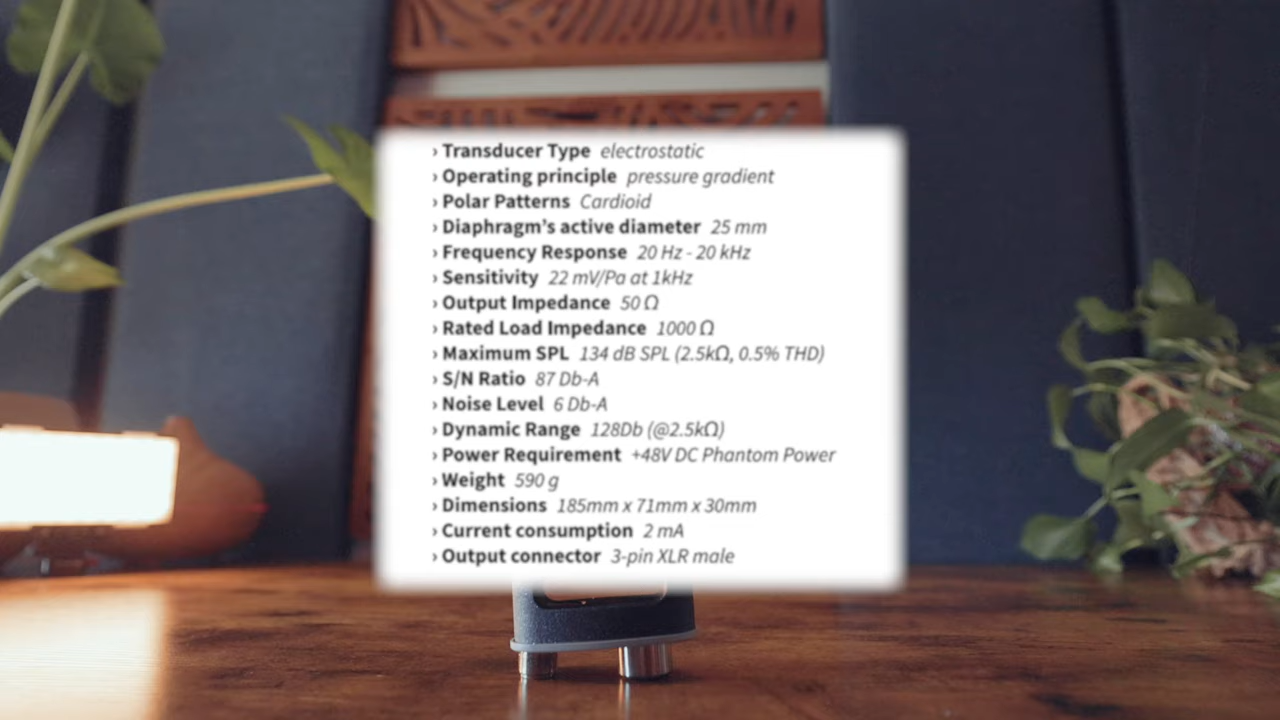 › Transducer Type electrostatic
› Operating principle pressure gradient
› Polar Patterns Cardioid
› Diaphragm's active diameter 25 mm
› Frequency Response 20 Hz - 20 kHz
› Sensitivity 22 mV/Pa at 1kHz
› Output Impedance 50 Ω
› Rated Load Impedance 1000 Ω
› Maximum SPL 134 dB SPL (2.5kΩ, 0.5% THD)
› S/N Ratio 87 Db-A
› Noise Level 6 Db-A
› Dynamic Range 128Db (@2.5kΩ)
› Power Requirement +48V DC Phantom Power
› Weight 590 g
› Dimensions 185mm x 71mm x 30mm
› Current consumption 2 mA
› Output connector 3-pin XLR male